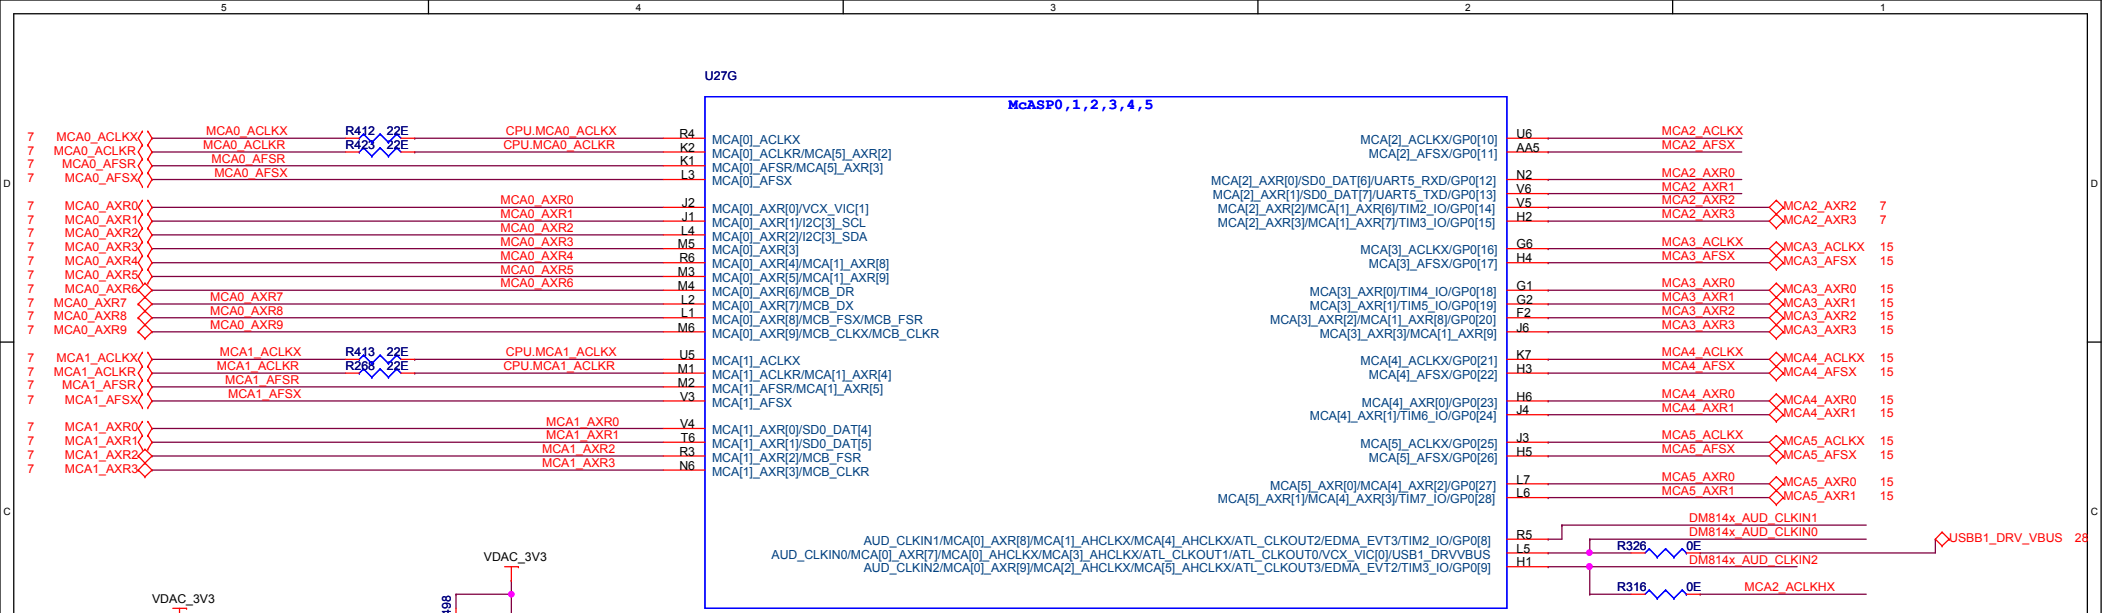 5 4 3 2 1
U27G
McASP0,1,2,3,4,5
7 MCA0_ACLKX MCA0_ACLKX R412 22E CPU.MCA0_ACLKX R4 MCA[0]_ACLKX
7 MCA0_ACLKR MCA0_ACLKR R423 22E CPU.MCA0_ACLKR K2 MCA[0]_ACLKR/MCA[5]_AXR[2]
7 MCA0_AFSR MCA0_AFSR K1 MCA[0]_AFSR/MCA[5]_AXR[3]
7 MCA0_AFSX MCA0_AFSX L3 MCA[0]_AFSX
D
7 MCA0_AXR0 MCA0_AXR0 J2 MCA[0]_AXR[0]/VCX_VIC[1]
7 MCA0_AXR1 MCA0_AXR1 J1 MCA[0]_AXR[1]/I2C[3]_SCL
7 MCA0_AXR2 MCA0_AXR2 L4 MCA[0]_AXR[2]/I2C[3]_SDA
7 MCA0_AXR3 MCA0_AXR3 M5 MCA[0]_AXR[3]
7 MCA0_AXR4 MCA0_AXR4 R6 MCA[0]_AXR[4]/MCA[1]_AXR[8]
7 MCA0_AXR5 MCA0_AXR5 M3 MCA[0]_AXR[5]/MCA[1]_AXR[9]
7 MCA0_AXR6 MCA0_AXR6 M4 MCA[0]_AXR[6]/MCB_DR
7 MCA0_AXR7 MCA0_AXR7 L2 MCA[0]_AXR[7]/MCB_DX
7 MCA0_AXR8 MCA0_AXR8 L1 MCA[0]_AXR[8]/MCB_FSX/MCB_FSR
7 MCA0_AXR9 MCA0_AXR9 M6 MCA[0]_AXR[9]/MCB_CLKX/MCB_CLKR
7 MCA1_ACLKX MCA1_ACLKX R413 22E CPU.MCA1_ACLKX U5 MCA[1]_ACLKX
7 MCA1_ACLKR MCA1_ACLKR R268 22E CPU.MCA1_ACLKR M1 MCA[1]_ACLKR/MCA[1]_AXR[4]
7 MCA1_AFSR MCA1_AFSR M2 MCA[1]_AFSR/MCA[1]_AXR[5]
7 MCA1_AFSX MCA1_AFSX V3 MCA[1]_AFSX
7 MCA1_AXR0 MCA1_AXR0 V4 MCA[1]_AXR[0]/SD0_DAT[4]
7 MCA1_AXR1 MCA1_AXR1 T6 MCA[1]_AXR[1]/SD0_DAT[5]
7 MCA1_AXR2 MCA1_AXR2 R3 MCA[1]_AXR[2]/MCB_FSR
7 MCA1_AXR3 MCA1_AXR3 N6 MCA[1]_AXR[3]/MCB_CLKR
C
MCA[2]_ACLKX/GP0[10] U6 MCA2_ACLKX
MCA[2]_AFSX/GP0[11] AA5 MCA2_AFSX
MCA[2]_AXR[0]/SD0_DAT[6]/UART5_RXD/GP0[12] N2 MCA2_AXR0
D
MCA[2]_AXR[1]/SD0_DAT[7]/UART5_TXD/GP0[13] V6 MCA2_AXR1
MCA[2]_AXR[2]/MCA[1]_AXR[6]/TIM2_IO/GP0[14] V5 MCA2_AXR2 MCA2_AXR2 7
MCA[2]_AXR[3]/MCA[1]_AXR[7]/TIM3_IO/GP0[15] H2 MCA2_AXR3 MCA2_AXR3 7
MCA[3]_ACLKX/GP0[16] G6 MCA3_ACLKX MCA3_ACLKX 15
MCA[3]_AFSX/GP0[17] H4 MCA3_AFSX MCA3_AFSX 15
MCA[3]_AXR[0]/TIM4_IO/GP0[18] G1 MCA3_AXR0 MCA3_AXR0 15
MCA[3]_AXR[1]/TIM5_IO/GP0[19] G2 MCA3_AXR1 MCA3_AXR1 15
MCA[3]_AXR[2]/MCA[1]_AXR[8]/GP0[20] F2 MCA3_AXR2 MCA3_AXR2 15
MCA[3]_AXR[3]/MCA[1]_AXR[9] J6 MCA3_AXR3 MCA3_AXR3 15
MCA[4]_ACLKX/GP0[21] K7 MCA4_ACLKX MCA4_ACLKX 15
MCA[4]_AFSX/GP0[22] H3 MCA4_AFSX MCA4_AFSX 15
MCA[4]_AXR[0]/GP0[23] H6 MCA4_AXR0 MCA4_AXR0 15
MCA[4]_AXR[1]/TIM6_IO/GP0[24] J4 MCA4_AXR1 MCA4_AXR1 15
MCA[5]_ACLKX/GP0[25] J3 MCA5_ACLKX MCA5_ACLKX 15
MCA[5]_AFSX/GP0[26] H5 MCA5_AFSX MCA5_AFSX 15
MCA[5]_AXR[0]/MCA[4]_AXR[2]/GP0[27] L7 MCA5_AXR0 MCA5_AXR0 15
MCA[5]_AXR[1]/MCA[4]_AXR[3]/TIM7_IO/GP0[28] L6 MCA5_AXR1 MCA5_AXR1 15
C
DM814x_AUD_CLKIN1
AUD_CLKIN1/MCA[0]_AXR[8]/MCA[1]_AHCLKX/MCA[4]_AHCLKX/ATL_CLKOUT2/EDMA_EVT3/TIM2_IO/GP0[8] R5 DM814x_AUD_CLKIN0
AUD_CLKIN0/MCA[0]_AXR[7]/MCA[0]_AHCLKX/MCA[3]_AHCLKX/ATL_CLKOUT1/ATL_CLKOUT0/VCX_VIC[0]/USB1_DRVVBUS L5 R326 0E USBB1_DRV_VBUS 28
AUD_CLKIN2/MCA[0]_AXR[9]/MCA[2]_AHCLKX/MCA[5]_AHCLKX/ATL_CLKOUT3/EDMA_EVT2/TIM3_IO/GP0[9] H1 DM814x_AUD_CLKIN2
R316 0E MCA2_ACLKHX
VDAC_3V3
VDAC_3V3